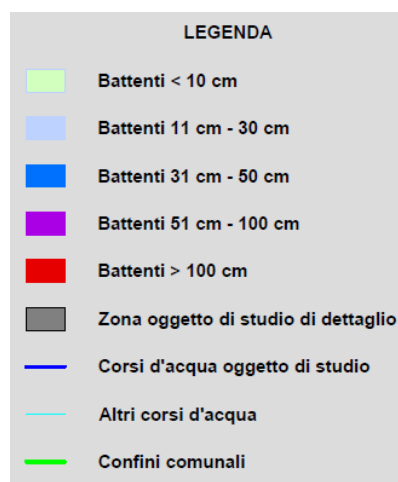 LEGENDA
Battenti < 10 cm
Battenti 11 cm - 30 cm
Battenti 31 cm - 50 cm
Battenti 51 cm - 100 cm
Battenti > 100 cm
Zona oggetto di studio di dettaglio
Corsi d'acqua oggetto di studio
Altri corsi d'acqua
Confini comunali